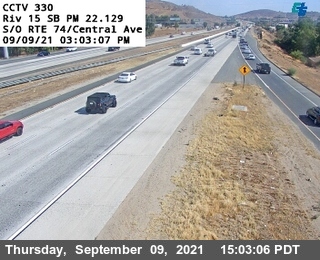 CCTV 330
Riv 15 SB PM 22.129
S/O RTE 74/Central Ave
09/09/21 03:03:07 PM
Thursday, September 09, 2021 15:03:06 PDT